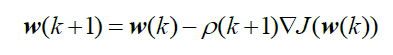 w(k+1) = w(k) − ρ(k+1)∇J(w(k))